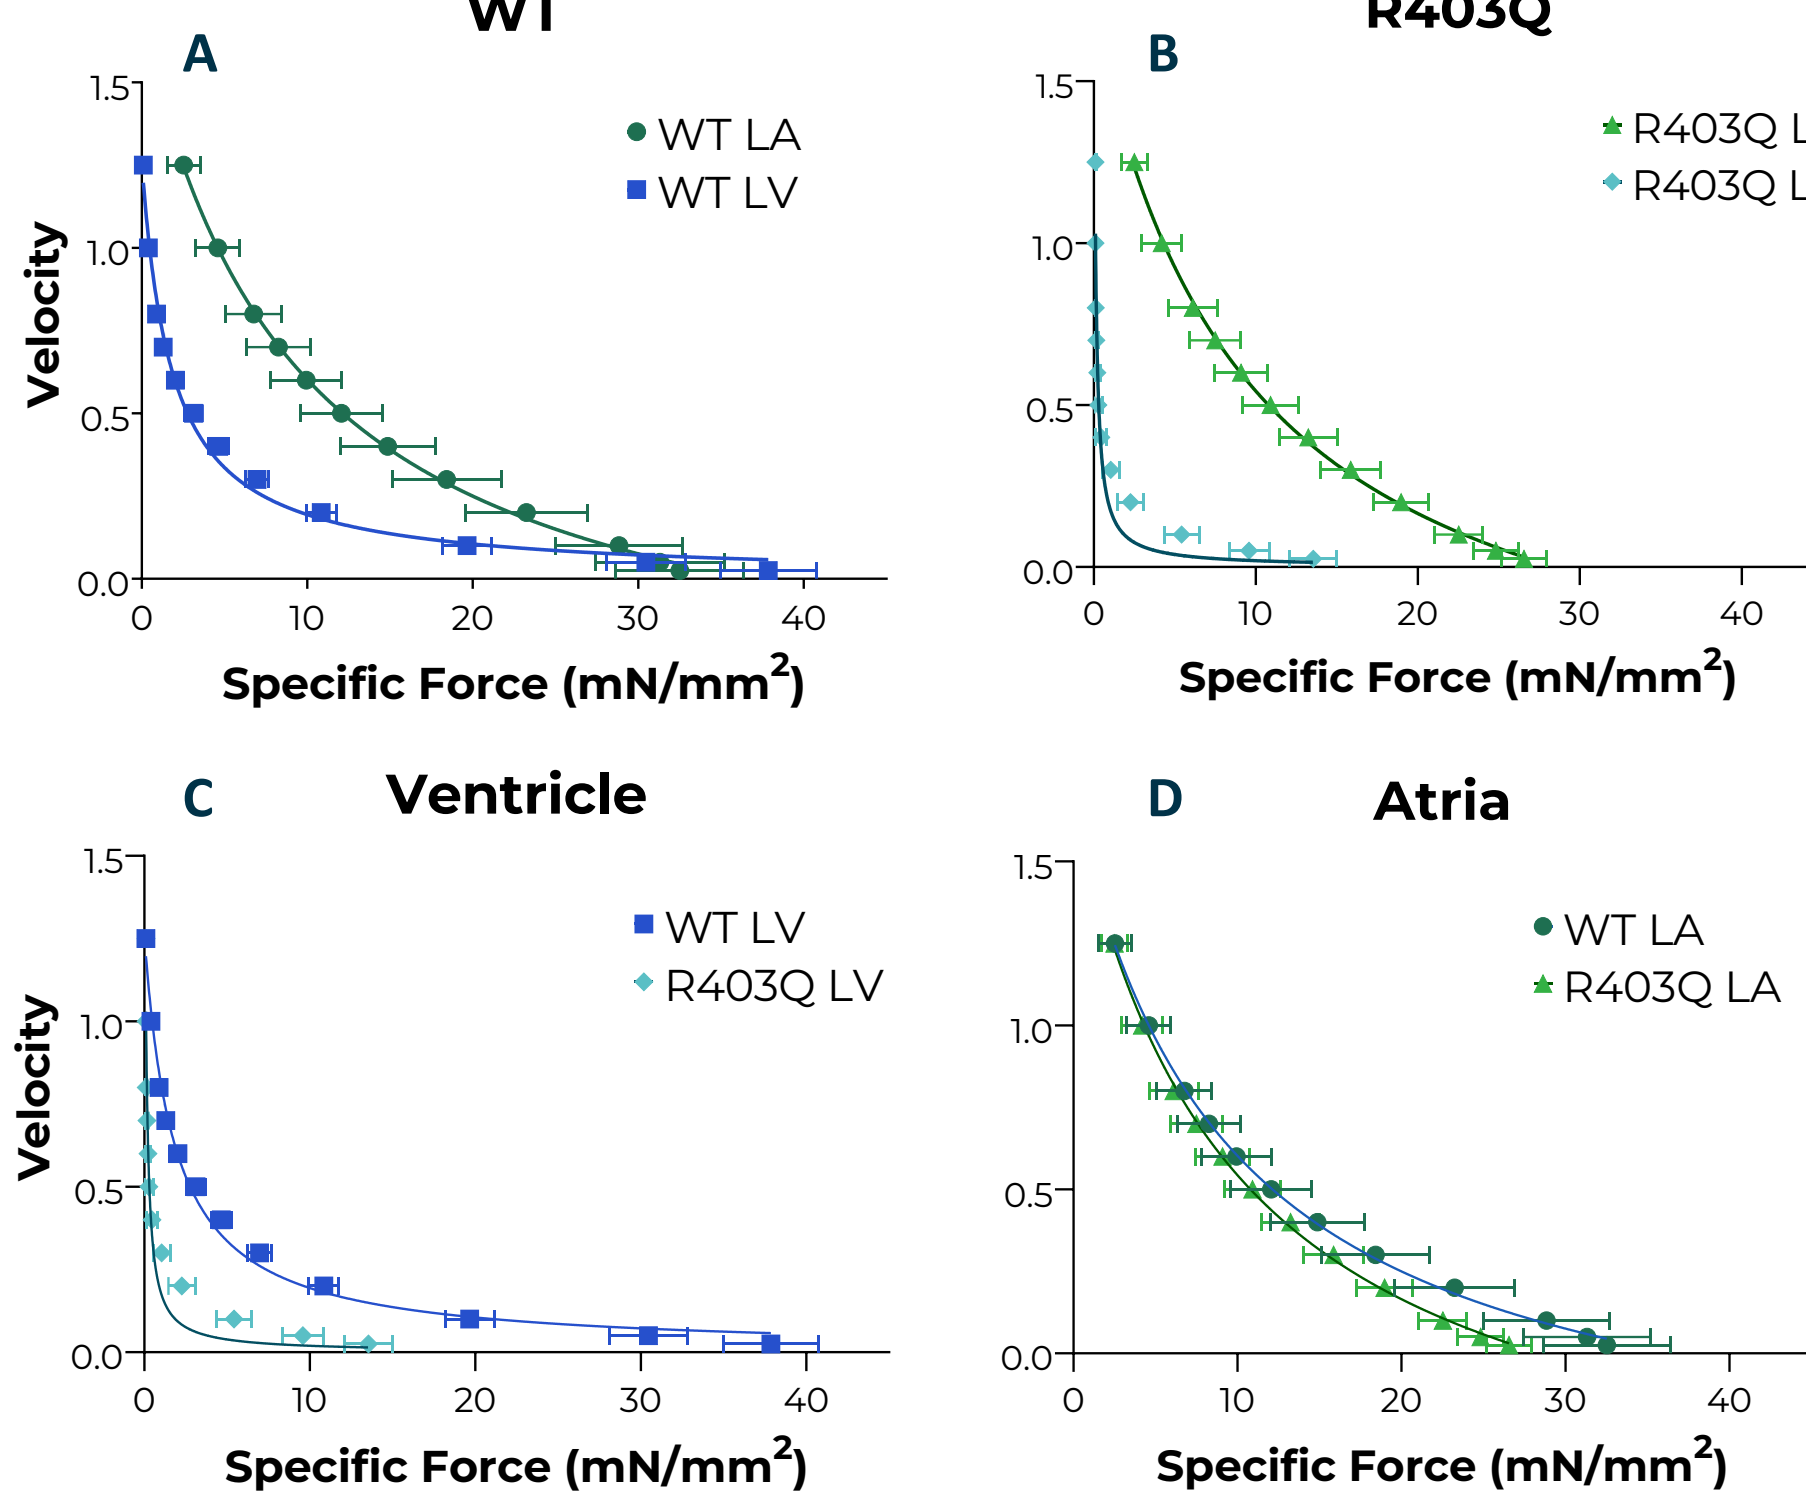 WT
A
1.5
1.0
0.5
0.0
0 10 20 30 40
Velocity
Specific Force (mN/mm²)
WT LA
WT LV
R403Q
B
1.5
1.0
0.5
0.0
0 10 20 30 40
Specific Force (mN/mm²)
R403Q L
R403Q L
C
Ventricle
1.5
1.0
0.5
0.0
0 10 20 30 40
Velocity
Specific Force (mN/mm²)
WT LV
R403Q LV
D
Atria
1.5
1.0
0.5
0.0
0 10 20 30 40
Specific Force (mN/mm²)
WT LA
R403Q LA